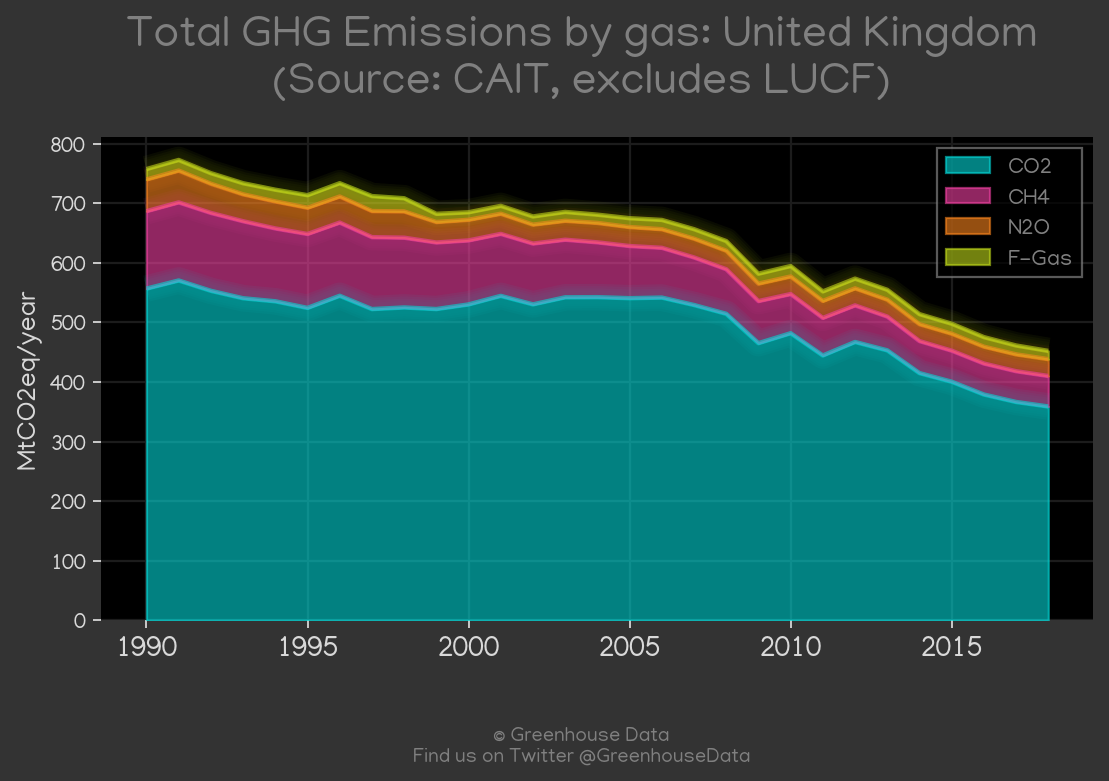 Total GHG Emissions by gas: United Kingdom
(Source: CAIT, excludes LUCF)
MtCO2eq/year
800
700
600
500
400
300
200
100
0
CO2
CH4
N2O
F-Gas
1990 1995 2000 2005 2010 2015
© Greenhouse Data
Find us on Twitter @GreenhouseData